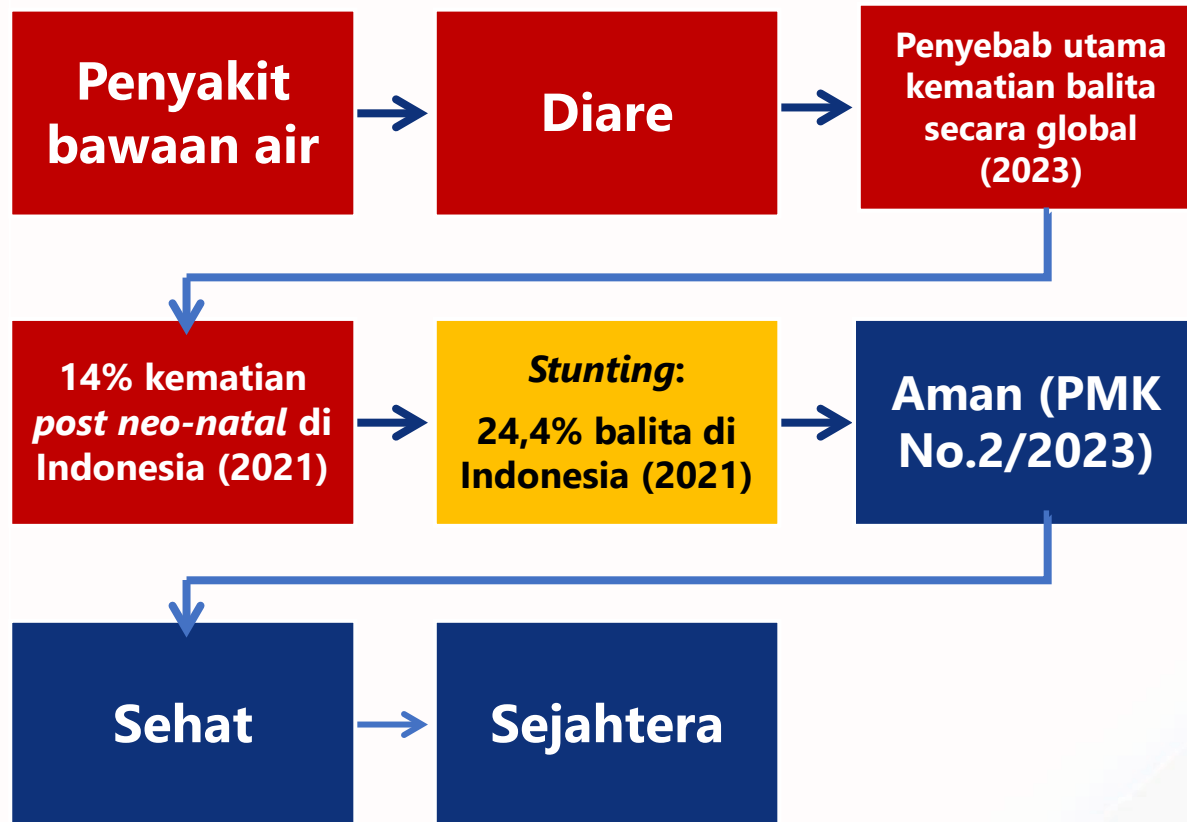 Penyakit
bawaan air
Diare
Penyebab utama
kematian balita
secara global
(2023)
14% kematian
post neo-natal di
Indonesia (2021)
Stunting:
24,4% balita di
Indonesia (2021)
Aman (PMK
No.2/2023)
Sehat
Sejahtera